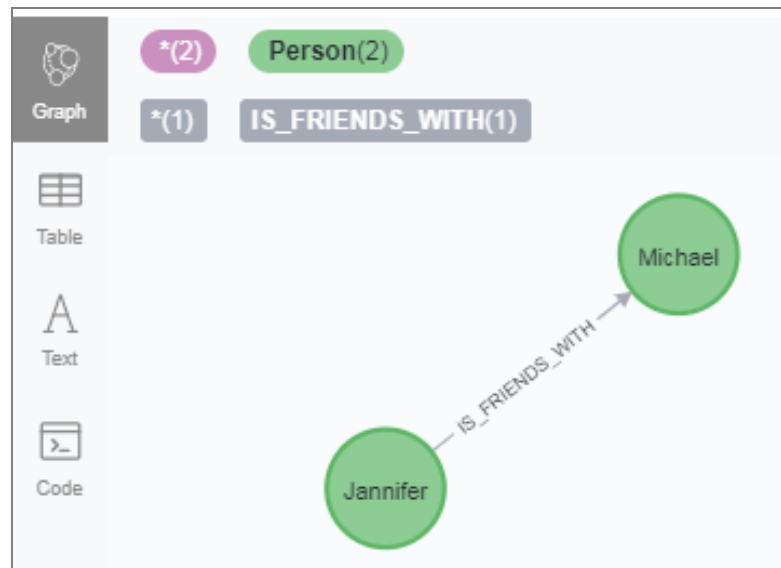 *(2) Person(2)
Graph
*(1) IS_FRIENDS_WITH(1)
Table
Michael
Text
IS_FRIENDS_WITH
Code
Jannifer